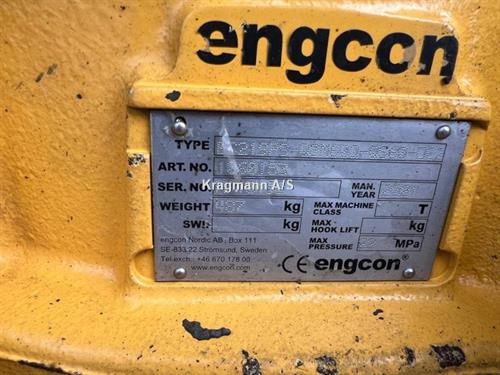 engcon
TYPE
ART. NO.
SER. NO. MAN. YEAR
Kragmann A/S
WEIGHT 487 kg MAX MACHINE CLASS T
SWL kg MAX HOOK LIFT kg
engcon Nordic AB, Box 111 MAX PRESSURE MPa
SE-833 22 Strömsund, Sweden
Tel.exch.: +46 670 178 00 CE engcon®
www.engcon.com